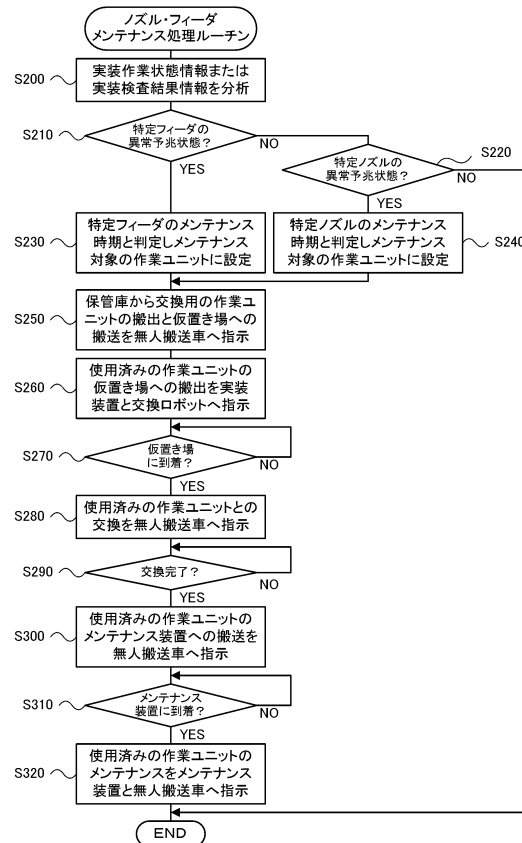 ノズル・フィーダ
メンテナンス処理ルーチン
S200
実装作業状態情報または
実装検査結果情報を分析
S210
特定フィーダの
異常予兆状態?
NO
YES
S220
特定ノズルの
異常予兆状態?
NO
YES
S230
特定フィーダのメンテナンス
時期と判定しメンテナンス
対象の作業ユニットに設定
特定ノズルのメンテナンス
時期と判定しメンテナンス
対象の作業ユニットに設定
S240
S250
保管庫から交換用の作業ユ
ニットの搬出と仮置き場への
搬送を無人搬送車へ指示
S260
使用済みの作業ユニットの
仮置き場への搬出を実装
装置と交換ロボットへ指示
S270
仮置き場
に到着?
NO
YES
S280
使用済みの作業ユニットとの
交換を無人搬送車へ指示
S290
交換完了?
NO
YES
S300
使用済みの作業ユニットの
メンテナンス装置への搬送を
無人搬送車へ指示
S310
メンテナンス
装置に到着?
NO
YES
S320
使用済みの作業ユニットの
メンテナンスをメンテナンス
装置と無人搬送車へ指示
END